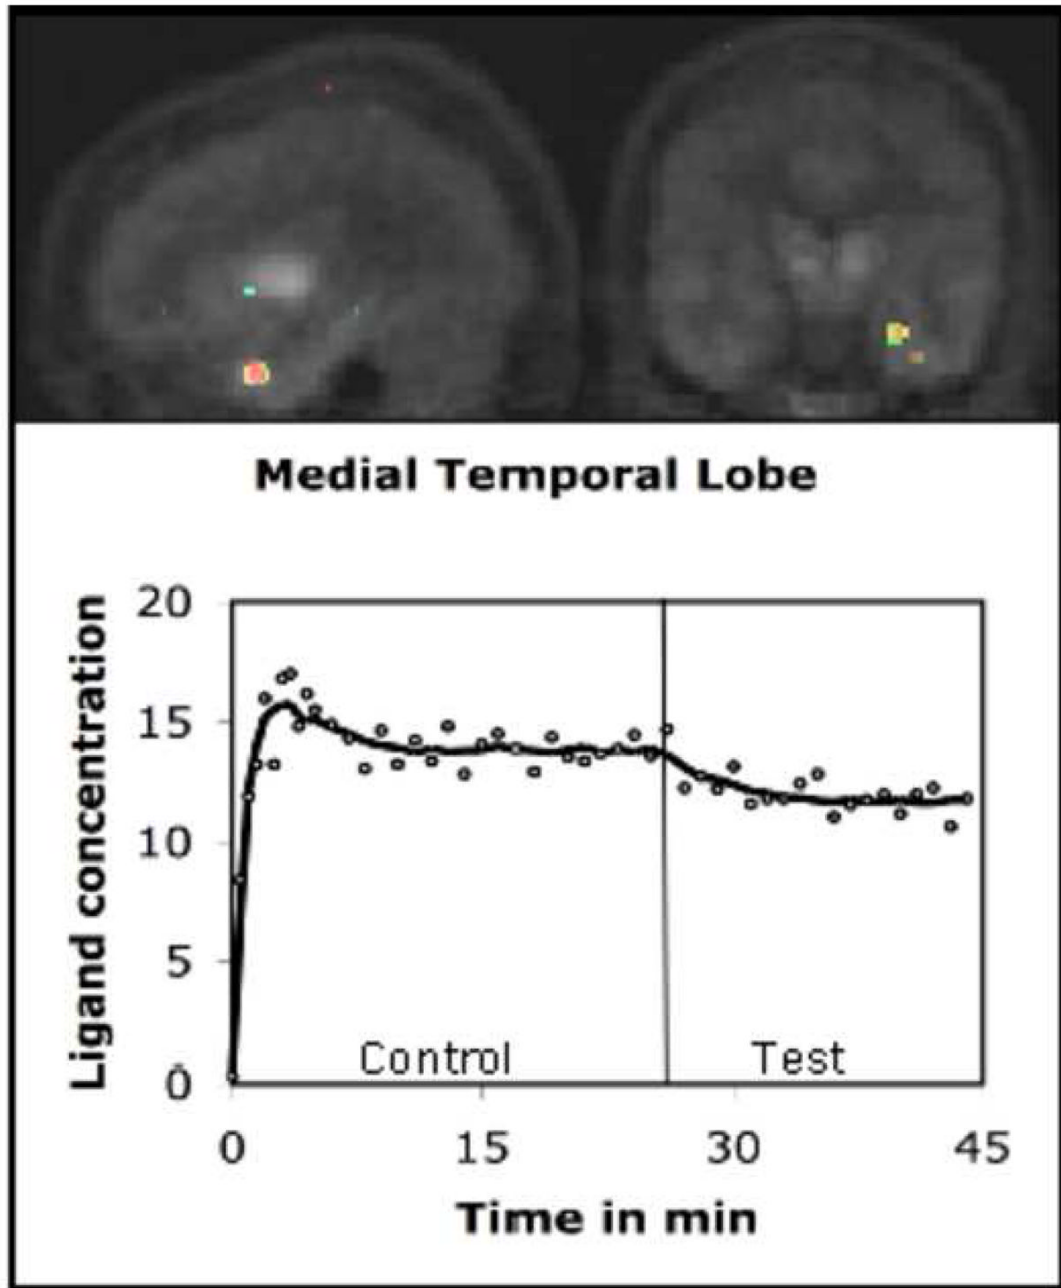 Medial Temporal Lobe
Ligand concentration
20
15
10
5
0
Control
Test
0 15 30 45
Time in min